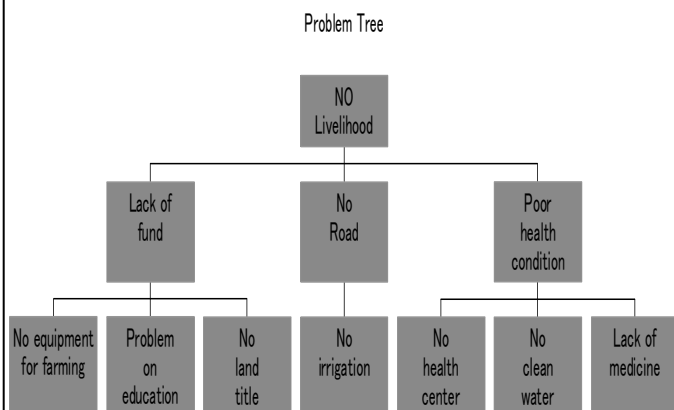 Problem Tree
NO
Livelihood
Lack of
fund
No
Road
Poor
health
condition
No equipment
for farming
Problem
on
education
No
land
title
No
irrigation
No
health
center
No
clean
water
Lack of
medicine